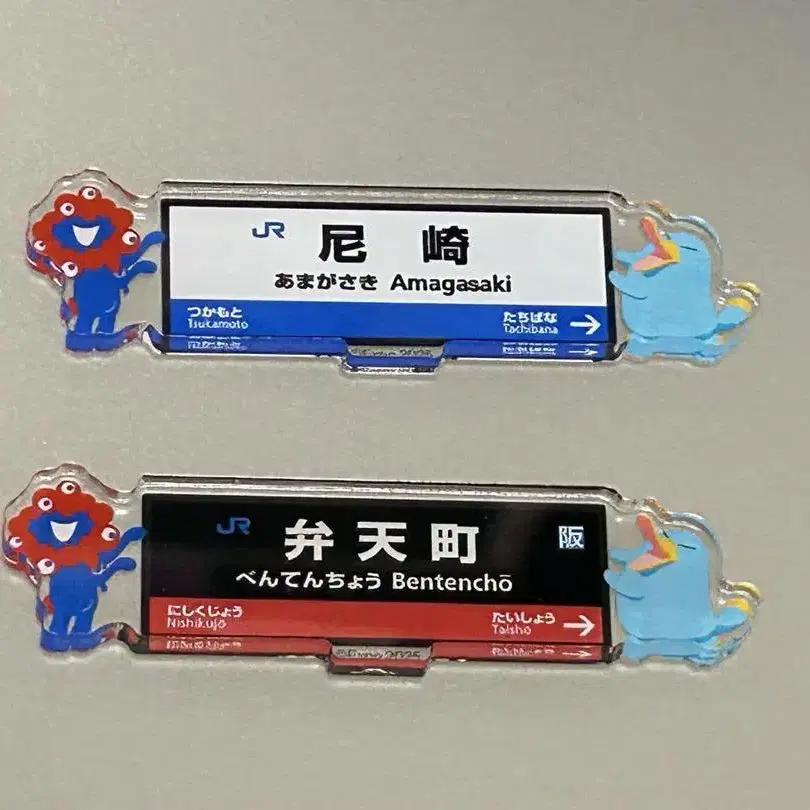 JR 尼崎
あまがさき Amagasaki
つかもと たちばな
Tsukamoto Tachibana →
JR 弁天町 阪
べんてんちょう Bentenchō
にしくじょう たいしょう
Nishikujō Taishō →